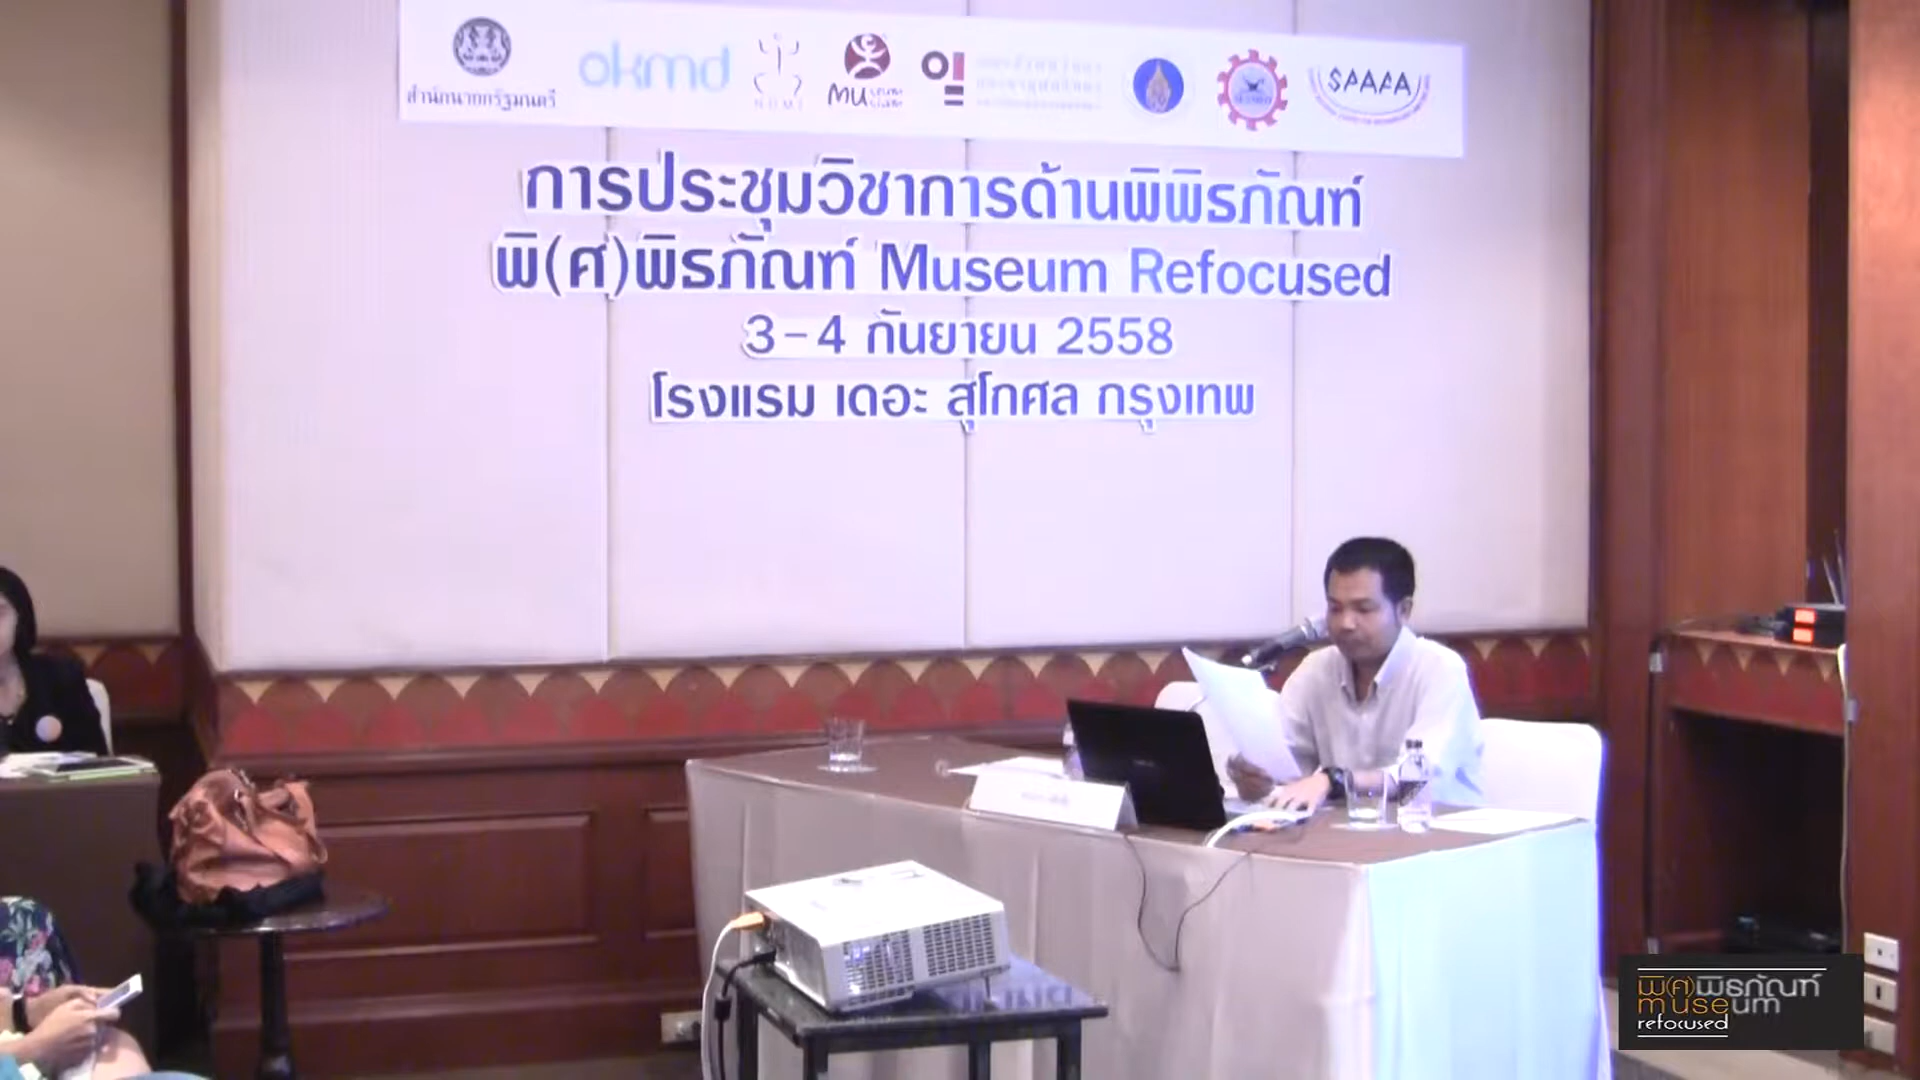 สำนักนายกรัฐมนตรี
okmd
MUSEUM SIAM
SPAFA
การประชุมวิชาการด้านพิพิธภัณฑ์
พิ(ศ)พิธภัณฑ์ Museum Refocused
3-4 กันยายน 2558
โรงแรม เดอะ สุโกศล กรุงเทพ
พิ(ศ)พิธภัณฑ์
museum
refocused